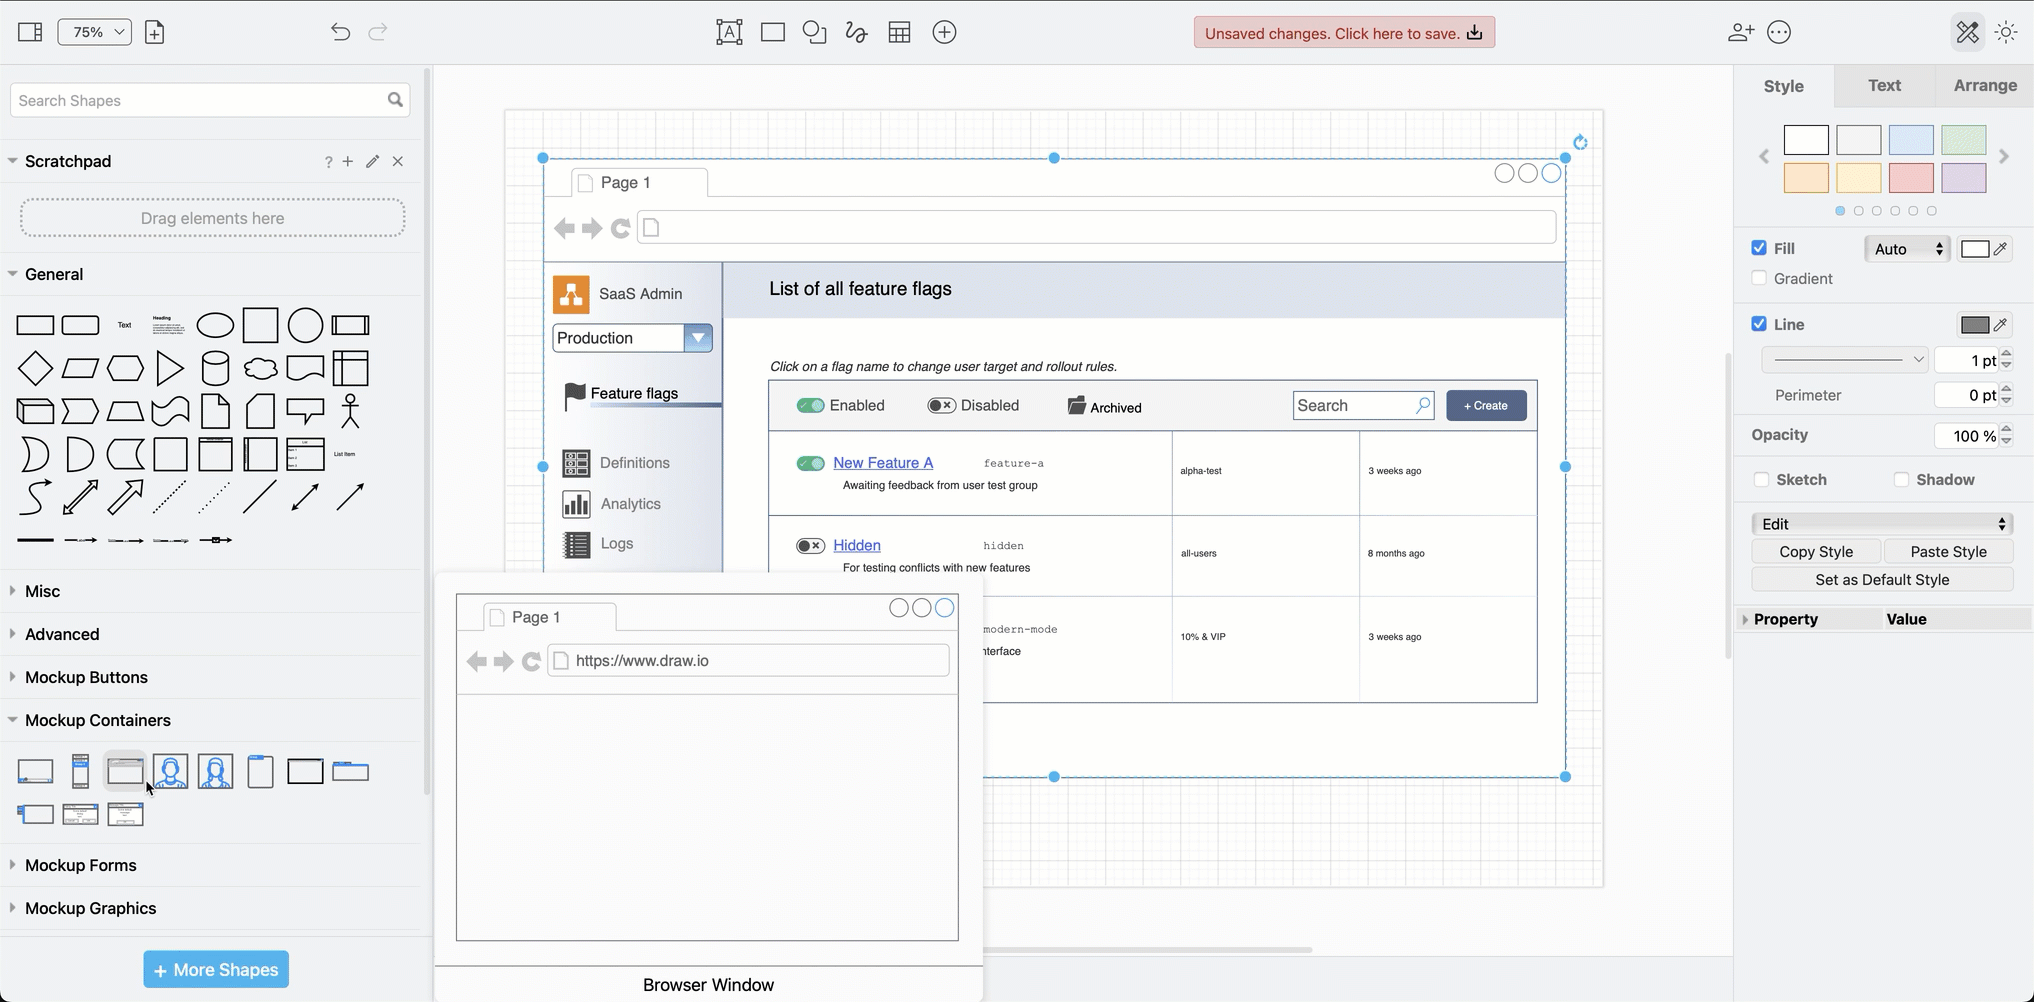 75%
Unsaved changes. Click here to save.
Search Shapes
Scratchpad
?
Drag elements here
General
Text
Heading
List Item
Misc
Advanced
Mockup Buttons
Mockup Containers
Mockup Forms
Mockup Graphics
+ More Shapes
Page 1
SaaS Admin
Production
Feature flags
Definitions
Analytics
Logs
List of all feature flags
Click on a flag name to change user target and rollout rules.
Enabled
Disabled
Archived
Search
+ Create
New Feature A
feature-a
Awaiting feedback from user test group
alpha-test
3 weeks ago
Hidden
hidden
For testing conflicts with new features
all-users
8 months ago
modern-mode
nterface
10% & VIP
3 weeks ago
Page 1
https://www.draw.io
Browser Window
Style
Text
Arrange
Fill
Auto
Gradient
Line
1 pt
Perimeter
0 pt
Opacity
100 %
Sketch
Shadow
Edit
Copy Style
Paste Style
Set as Default Style
Property
Value